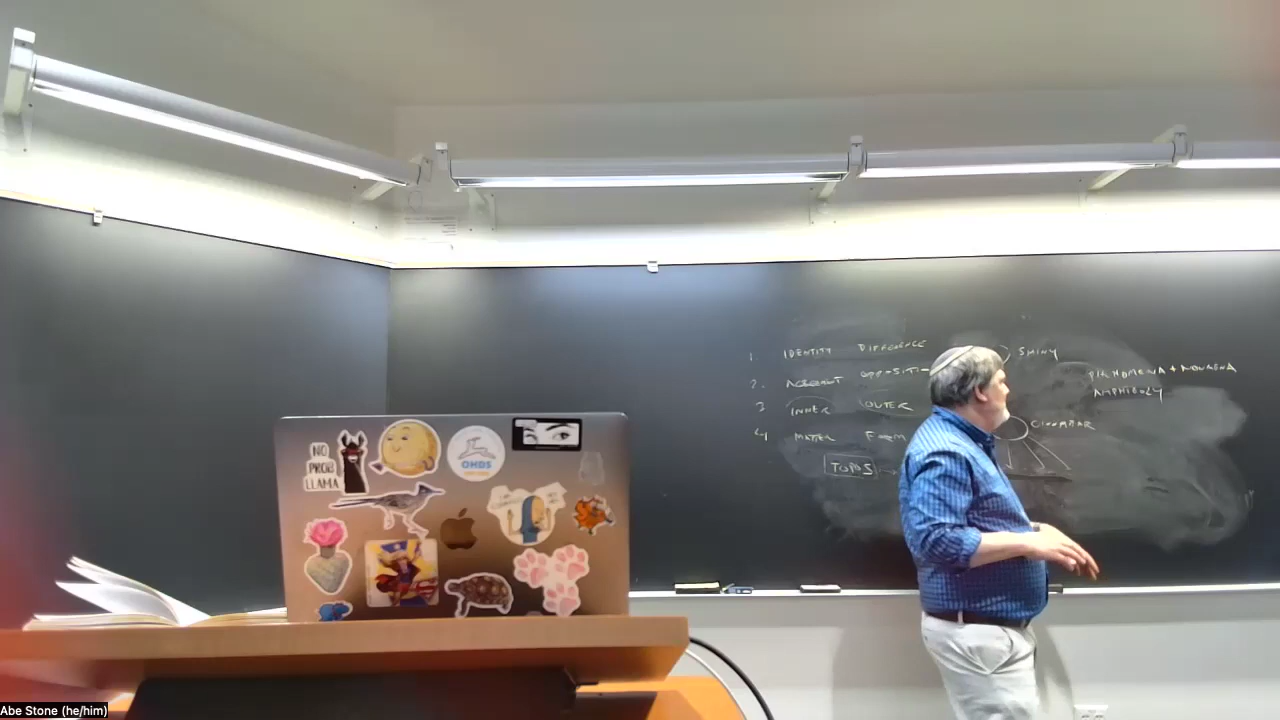 1. IDENTITY DIFFERENCE
2. AGREEMENT OPPOSITI
3 INNER OUTER
4 MATTER FORM
TOPOS
SHINY
PHENOMENA + NOUMENA
AMPHIBOLY
NO
PROB
LLAMA
OHDS
Abe Stone (he/him)